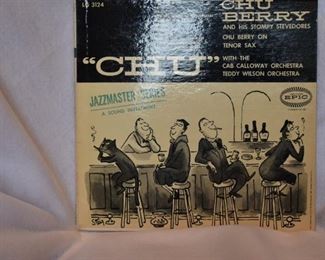 LG 3124
CHU
BERRY
AND HIS STOMPY STEVEDORES
CHU BERRY ON
TENOR SAX
"CHU"
WITH THE
CAB CALLOWAY ORCHESTRA
TEDDY WILSON ORCHESTRA
JAZZMASTER SERIES
A SOUND INVESTMENT
EPIC